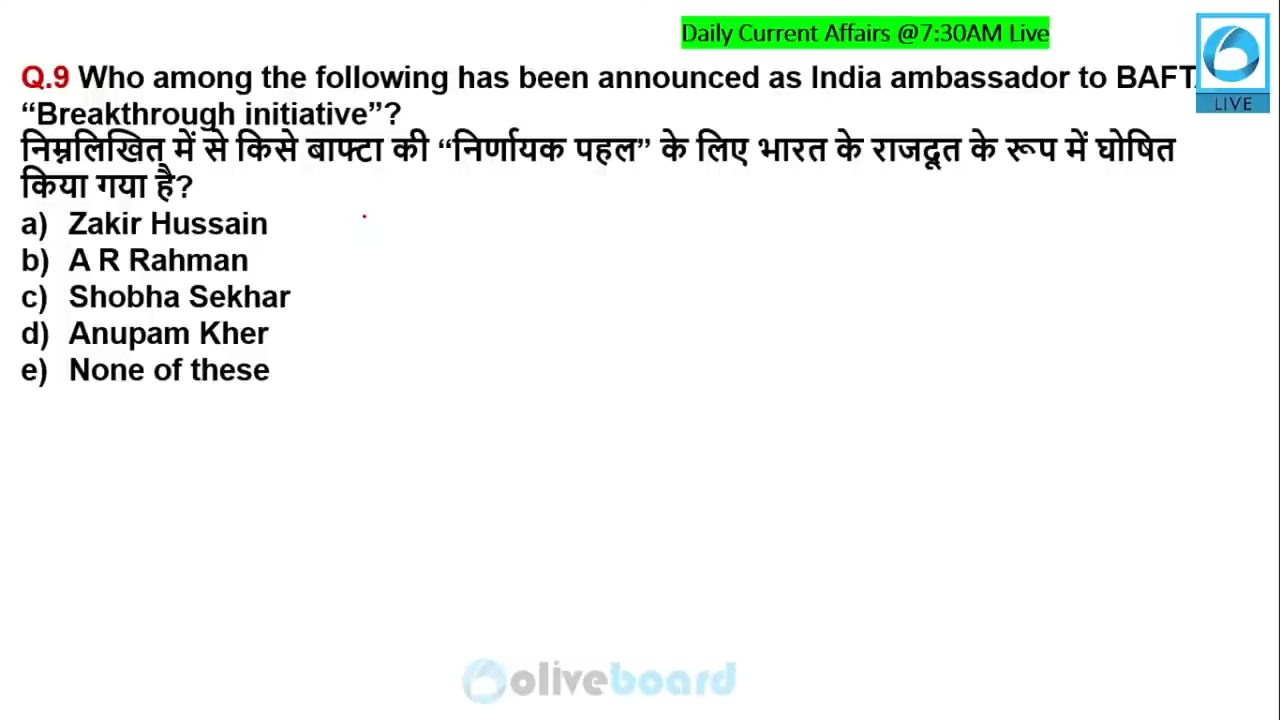 Daily Current Affairs @7:30AM Live
Q.9 Who among the following has been announced as India ambassador to BAFTA
“Breakthrough initiative”?
निम्नलिखित में से किसे बाफ्टा की “निर्णायक पहल” के लिए भारत के राजदूत के रूप में घोषित
किया गया है?
a) Zakir Hussain
b) A R Rahman
c) Shobha Sekhar
d) Anupam Kher
e) None of these
LIVE
oliveboard